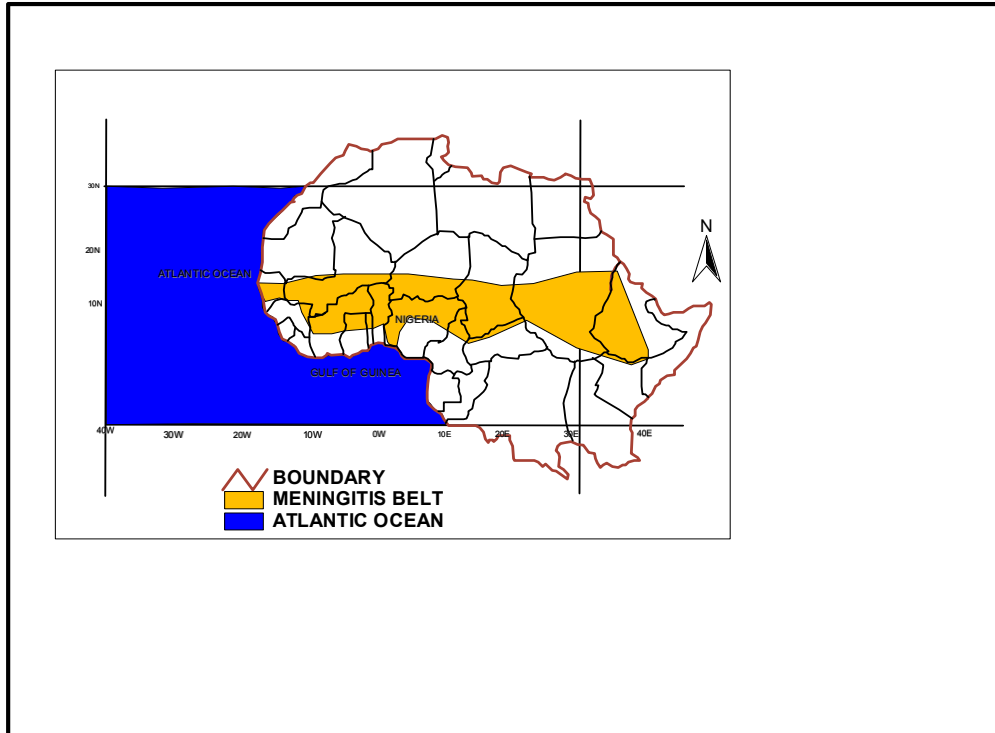 30N
20N
10N
ATLANTIC OCEAN
N
NIGERIA
GULF OF GUINEA
40W 30W 20W 10W 0W 10E 20E 30E 40E
BOUNDARY
MENINGITIS BELT
ATLANTIC OCEAN